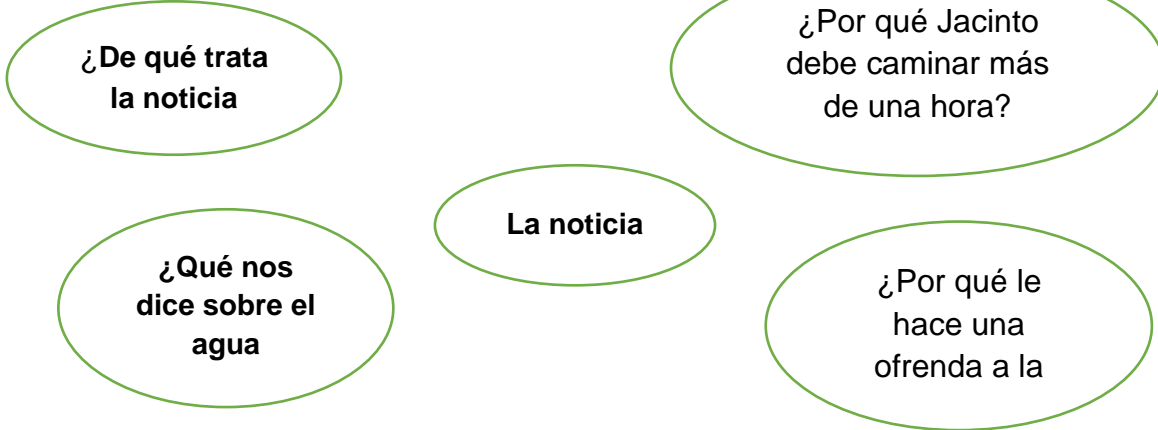 ¿De qué trata
la noticia
¿Por qué Jacinto
debe caminar más
de una hora?
La noticia
¿Qué nos
dice sobre el
agua
¿Por qué le
hace una
ofrenda a la